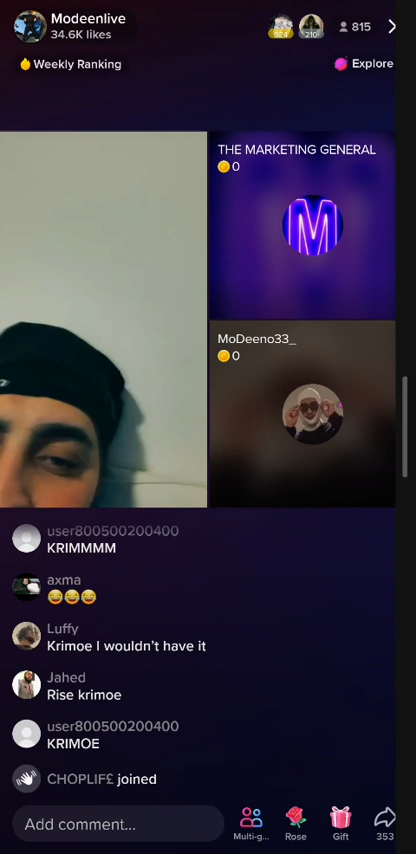 Modeenlive
34.6K likes
524
210
815
Weekly Ranking
Explore
THE MARKETING GENERAL
0
M
MoDeeno33_
0
user800500200400
KRIMMMM
axma
😂😂😂
Luffy
Krimoe I wouldn't have it
Jahed
Rise krimoe
user800500200400
KRIMOE
CHOPLIF£ joined
Add comment...
Multi-g...
Rose
Gift
353